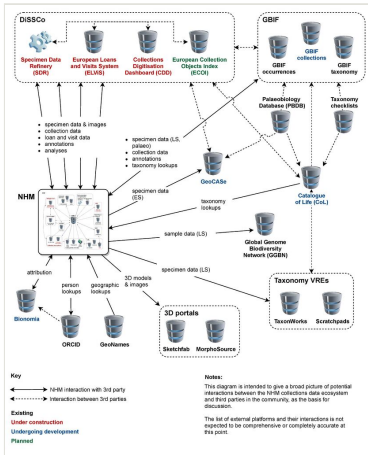 DiSSCo
Specimen Data
Refinery
(SDR)
European Loans
and Visits System
(ELViS)
Collections
Digitisation
Dashboard (CDD)
European Collection
Objects Index
(ECOI)
GBIF
GBIF
occurrences
GBIF
collections
GBIF
taxonomy
Palaeobiology
Database (PBDB)
Taxonomy
checklists
• specimen data & images
• collection data
• loan and visit data
• annotations
• analyses
• specimen data (LS,
palaeo)
• collection data
• annotations
• taxonomy lookups
GeoCASe
Catalogue
of Life (CoL)
specimen data
(ES)
taxonomy
lookups
NHM
sample data (LS)
Global Genome
Biodiversity
Network (GGBN)
attribution
person
lookups
geographic
lookups
3D models
& images
specimen data (LS)
Bionomia
ORCID
GeoNames
3D portals
Sketchfab
MorphoSource
Taxonomy VREs
TaxonWorks
Scratchpads
Key
NHM interaction with 3rd party
Interaction between 3rd parties
Existing
Under construction
Undergoing development
Planned
Notes:
This diagram is intended to give a broad picture of potential
interactions between the NHM collections data ecosystem
and third parties in the community, as the basis for
discussion.
The list of external platforms and their interactions is not
expected to be comprehensive or completely accurate at
this point.